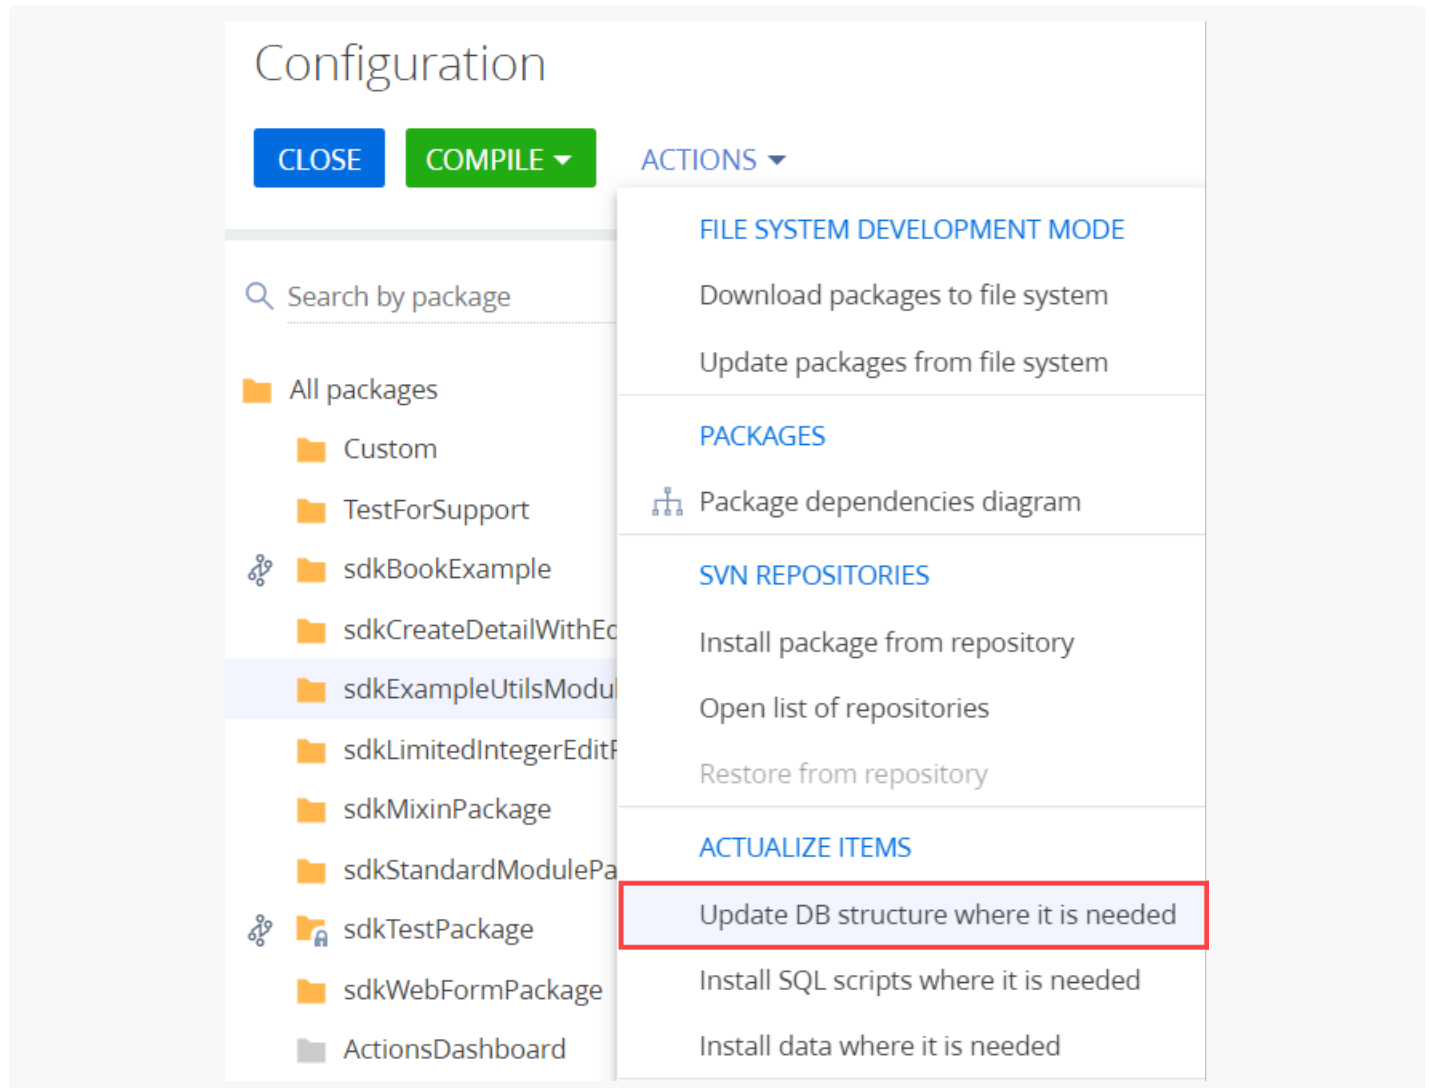 Configuration
CLOSE
COMPILE
ACTIONS
FILE SYSTEM DEVELOPMENT MODE
Download packages to file system
Update packages from file system
PACKAGES
Package dependencies diagram
SVN REPOSITORIES
Install package from repository
Open list of repositories
Restore from repository
ACTUALIZE ITEMS
Update DB structure where it is needed
Install SQL scripts where it is needed
Install data where it is needed
Search by package
All packages
Custom
TestForSupport
sdkBookExample
sdkCreateDetailWithEd
sdkExampleUtilsModul
sdkLimitedIntegerEditF
sdkMixinPackage
sdkStandardModulePa
sdkTestPackage
sdkWebFormPackage
ActionsDashboard